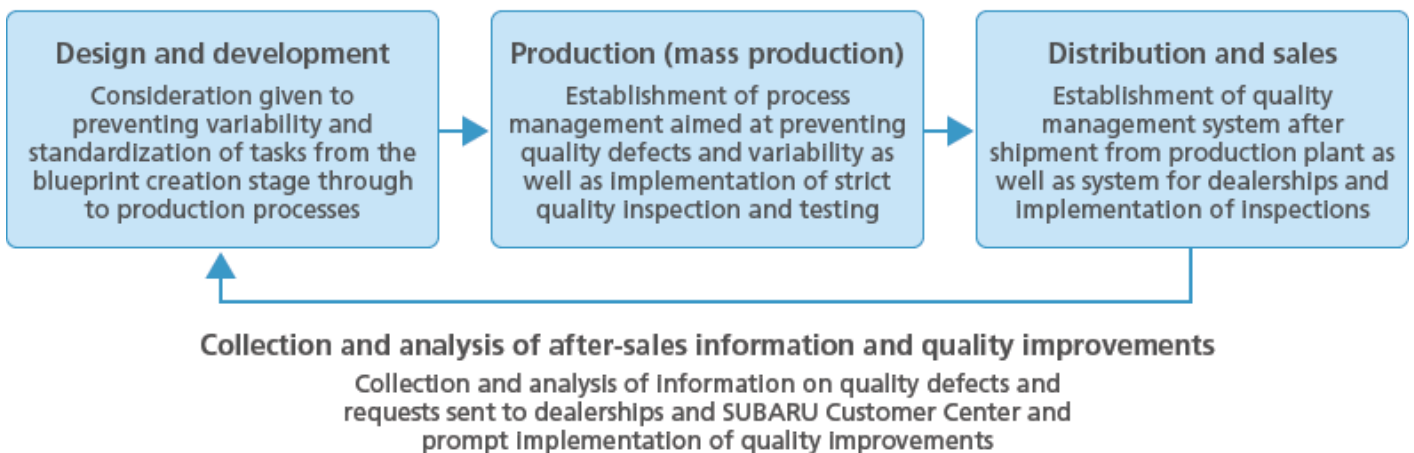 Design and development
Consideration given to
preventing variability and
standardization of tasks from the
blueprint creation stage through
to production processes
Production (mass production)
Establishment of process
management aimed at preventing
quality defects and variability as
well as implementation of strict
quality inspection and testing
Distribution and sales
Establishment of quality
management system after
shipment from production plant as
well as system for dealerships and
implementation of inspections
Collection and analysis of after-sales information and quality improvements
Collection and analysis of information on quality defects and
requests sent to dealerships and SUBARU Customer Center and
prompt implementation of quality improvements